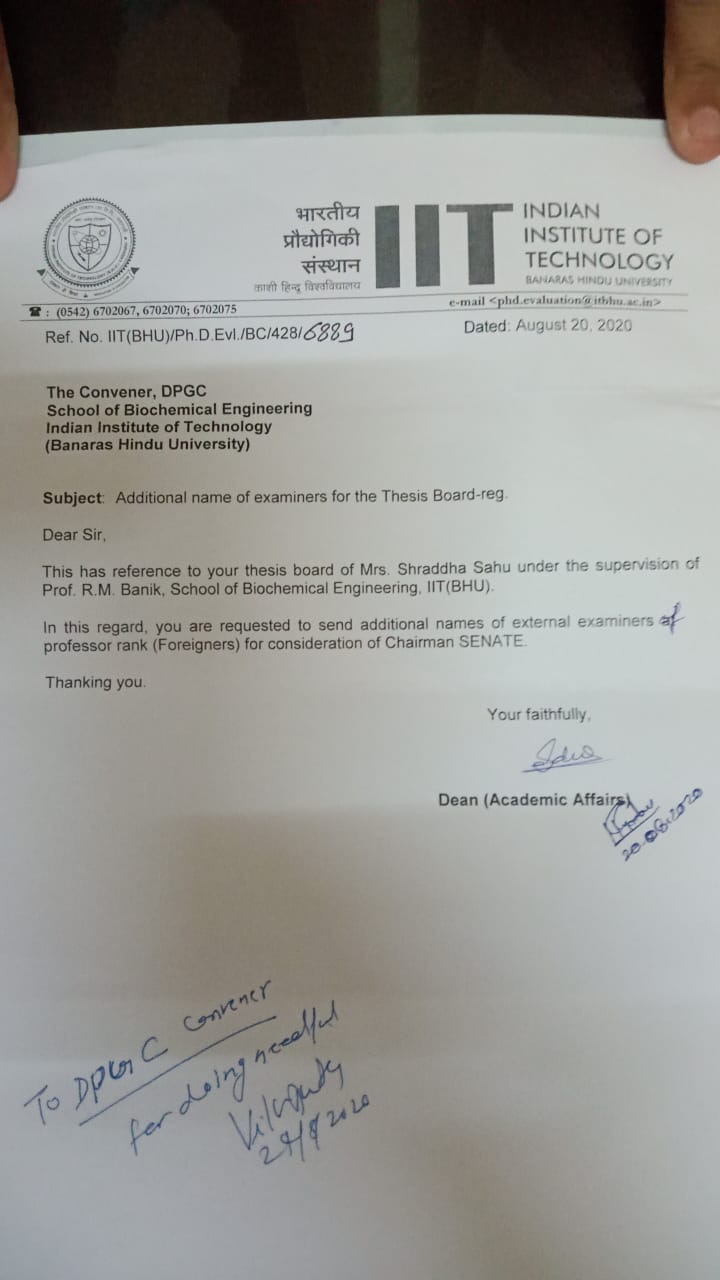 भारतीय
प्रौद्योगिकी
संस्थान
काशी हिन्दू विश्वविद्यालय
IIT
INDIAN
INSTITUTE OF
TECHNOLOGY
BANARAS HINDU UNIVERSITY
☎ : (0542) 6702067, 6702070; 6702075
e-mail <phd.evaluation@itbhu.ac.in>
Ref. No. IIT(BHU)/Ph.D.Evl./BC/428/6889
Dated: August 20, 2020
The Convener, DPGC
School of Biochemical Engineering
Indian Institute of Technology
(Banaras Hindu University)
Subject: Additional name of examiners for the Thesis Board-reg.
Dear Sir,
This has reference to your thesis board of Mrs. Shraddha Sahu under the supervision of
Prof. R.M. Banik, School of Biochemical Engineering, IIT(BHU).
In this regard, you are requested to send additional names of external examiners of
professor rank (Foreigners) for consideration of Chairman SENATE.
Thanking you.
Your faithfully,
Dean (Academic Affairs)
20.08.2020
To DPGC Convener
for doing needful